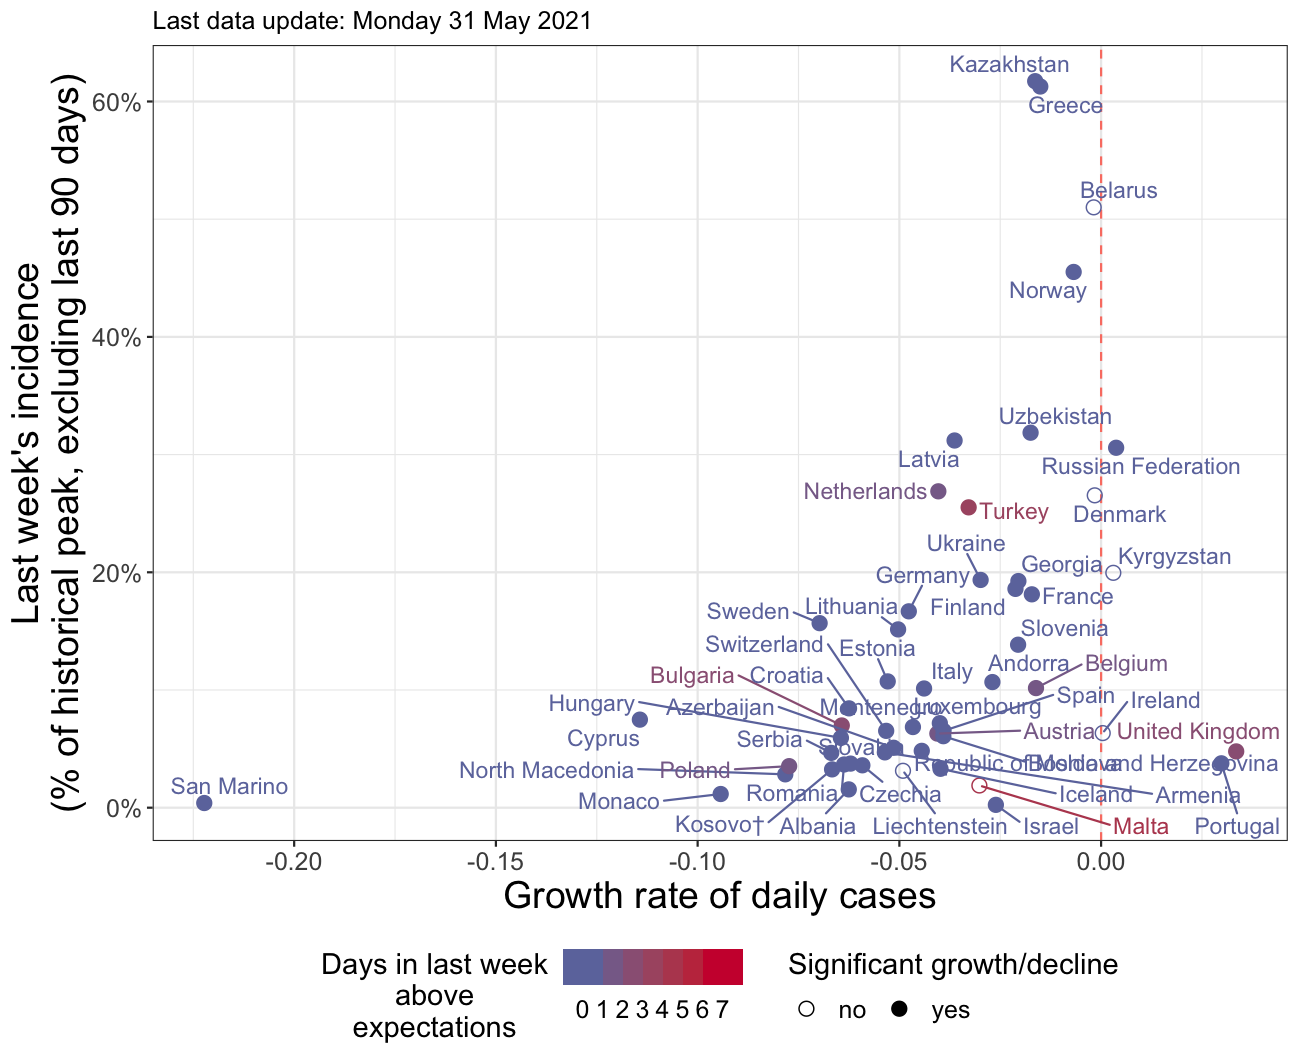 Last data update: Monday 31 May 2021
Last week's incidence
(% of historical peak, excluding last 90 days)
60%
40%
20%
0%
Kazakhstan
Greece
Belarus
Norway
Uzbekistan
Latvia
Russian Federation
Netherlands
Turkey
Denmark
Ukraine
Kyrgyzstan
Georgia
Germany
France
Lithuania
Finland
Sweden
Slovenia
Switzerland
Estonia
Andorra
Belgium
Italy
Bulgaria
Croatia
Spain
Ireland
Hungary
Azerbaijan
Montenegro
Luxembourg
Cyprus
Serbia
Austria
United Kingdom
North Macedonia
Poland
Republic of Moldova
Bosnia and Herzegovina
San Marino
Monaco
Romania
Czechia
Iceland
Armenia
Kosovo†
Albania
Liechtenstein
Israel
Malta
Portugal
-0.20
-0.15
-0.10
-0.05
0.00
Growth rate of daily cases
Days in last week
above
expectations
0 1 2 3 4 5 6 7
Significant growth/decline
no
yes